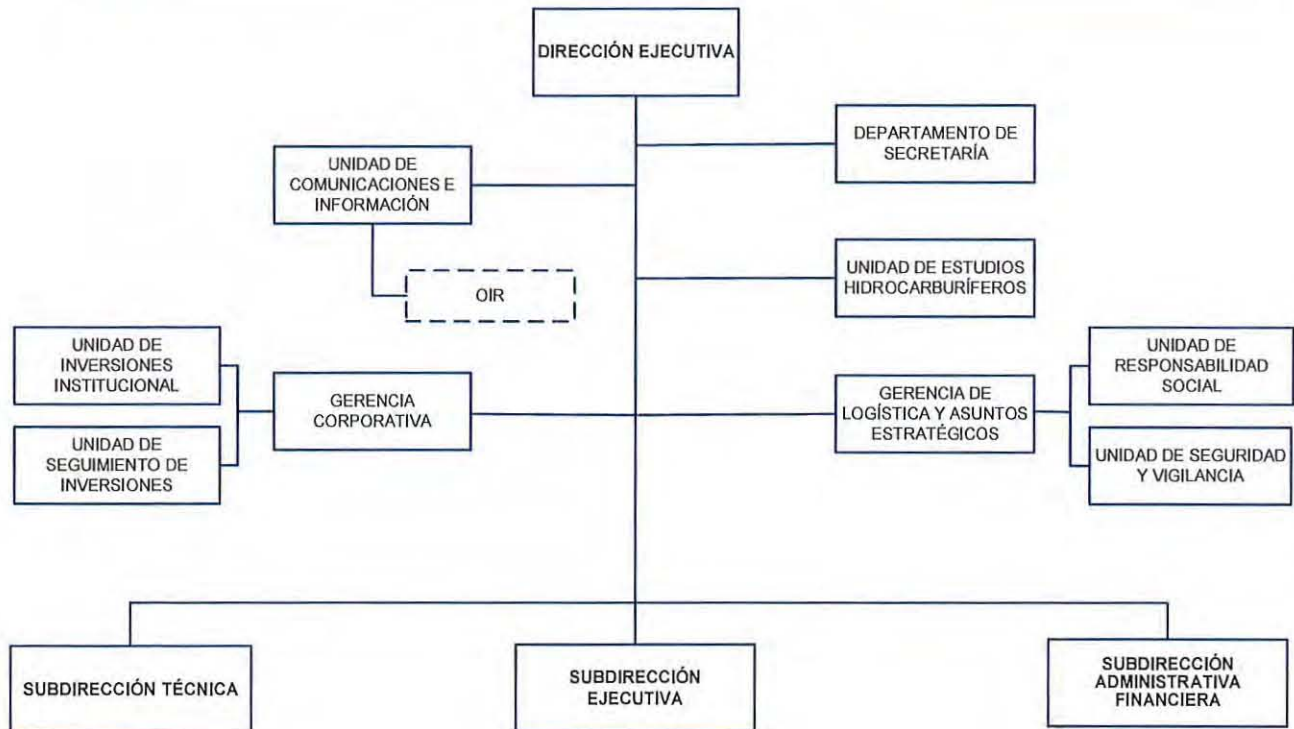 DIRECCIÓN EJECUTIVA
DEPARTAMENTO DE
SECRETARÍA
UNIDAD DE
COMUNICACIONES E
INFORMACIÓN
UNIDAD DE ESTUDIOS
HIDROCARBURÍFEROS
OIR
UNIDAD DE
INVERSIONES
INSTITUCIONAL
UNIDAD DE
RESPONSABILIDAD
SOCIAL
GERENCIA
CORPORATIVA
GERENCIA DE
LOGÍSTICA Y ASUNTOS
ESTRATÉGICOS
UNIDAD DE
SEGUIMIENTO DE
INVERSIONES
UNIDAD DE SEGURIDAD
Y VIGILANCIA
SUBDIRECCIÓN TÉCNICA
SUBDIRECCIÓN
EJECUTIVA
SUBDIRECCIÓN
ADMINISTRATIVA
FINANCIERA